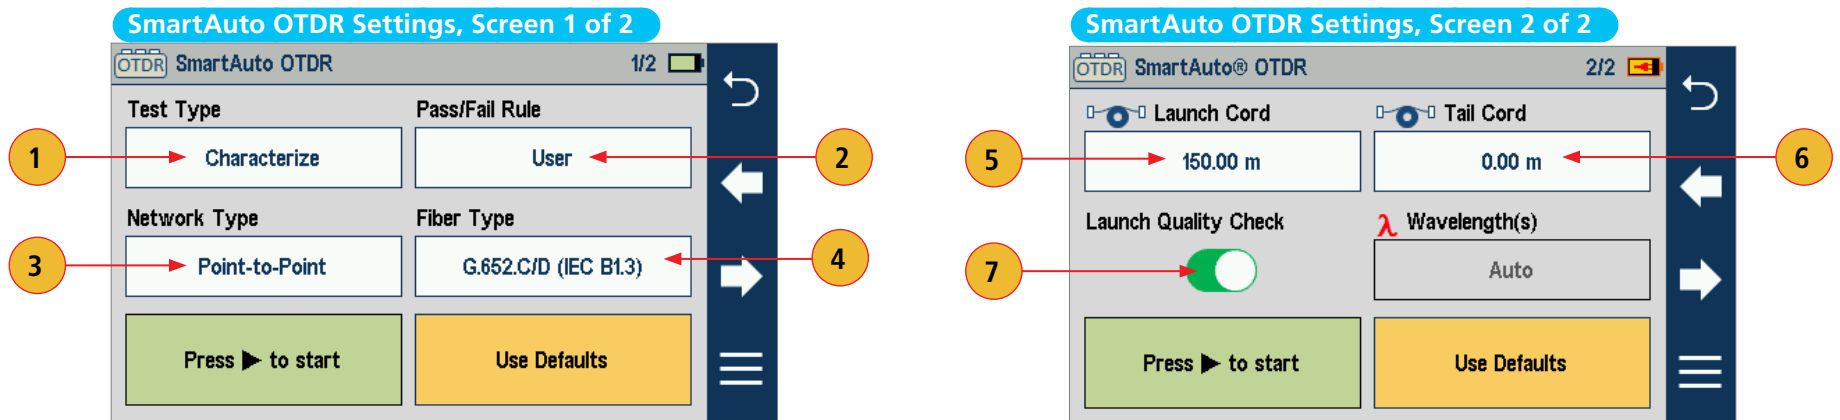 SmartAuto OTDR Settings, Screen 1 of 2
OTDR SmartAuto OTDR 1/2
Test Type Pass/Fail Rule
1 Characterize User 2
Network Type Fiber Type
3 Point-to-Point G.652.C/D (IEC B1.3) 4
Press ▶ to start Use Defaults
SmartAuto OTDR Settings, Screen 2 of 2
OTDR SmartAuto® OTDR 2/2
Launch Cord Tail Cord
5 150.00 m 0.00 m 6
Launch Quality Check λ Wavelength(s)
7 Auto
Press ▶ to start Use Defaults